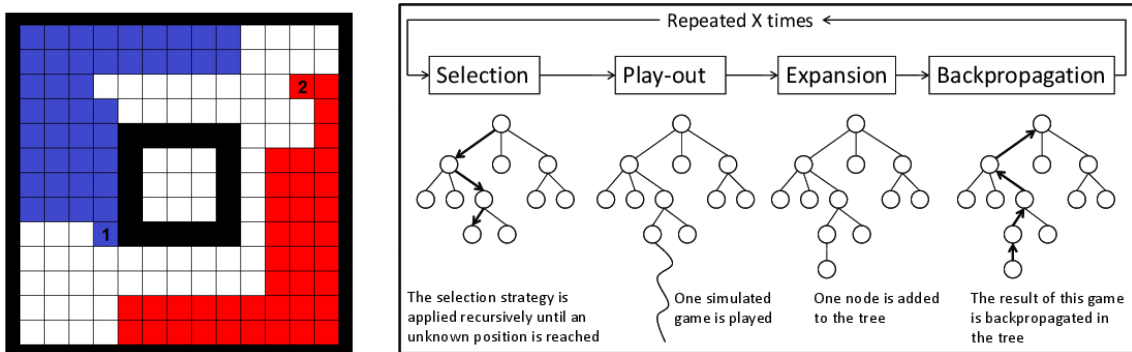 2
1
Repeated X times
Selection
Play-out
Expansion
Backpropagation
The selection strategy is
applied recursively until an
unknown position is reached
One simulated
game is played
One node is added
to the tree
The result of this game
is backpropagated in
the tree